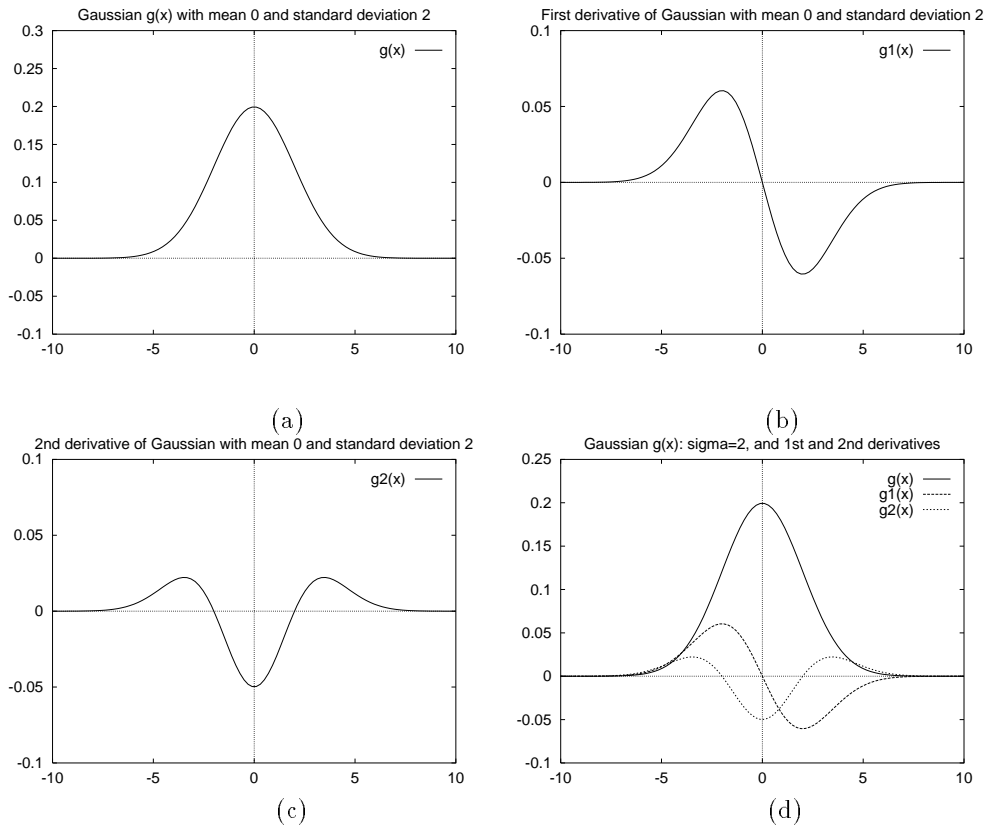 Gaussian g(x) with mean 0 and standard deviation 2
0.3
0.25
0.2
0.15
0.1
0.05
0
-0.05
-0.1
-10 -5 0 5 10
g(x)
(a)
First derivative of Gaussian with mean 0 and standard deviation 2
0.1
0.05
0
-0.05
-0.1
-10 -5 0 5 10
g1(x)
(b)
2nd derivative of Gaussian with mean 0 and standard deviation 2
0.1
0.05
0
-0.05
-0.1
-10 -5 0 5 10
g2(x)
(c)
Gaussian g(x): sigma=2, and 1st and 2nd derivatives
0.25
0.2
0.15
0.1
0.05
0
-0.05
-0.1
-10 -5 0 5 10
g(x)
g1(x)
g2(x)
(d)